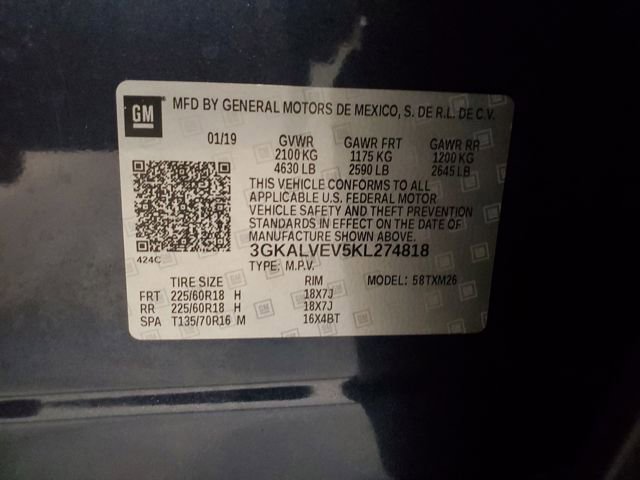 GM
MFD BY GENERAL MOTORS DE MEXICO, S. DE R.L. DE C.V.
01/19 GVWR GAWR FRT GAWR RR
2100 KG 1175 KG 1200 KG
4630 LB 2590 LB 2645 LB
THIS VEHICLE CONFORMS TO ALL
APPLICABLE U.S. FEDERAL MOTOR
VEHICLE SAFETY AND THEFT PREVENTION
STANDARDS IN EFFECT ON THE DATE OF
MANUFACTURE SHOWN ABOVE.
424C 3GKALVEV5KL274818
TYPE: M.P.V. MODEL: 58TXM26
TIRE SIZE RIM
FRT 225/60R18 H 18X7J
RR 225/60R18 H 18X7J
SPA T135/70R16 M 16X4BT